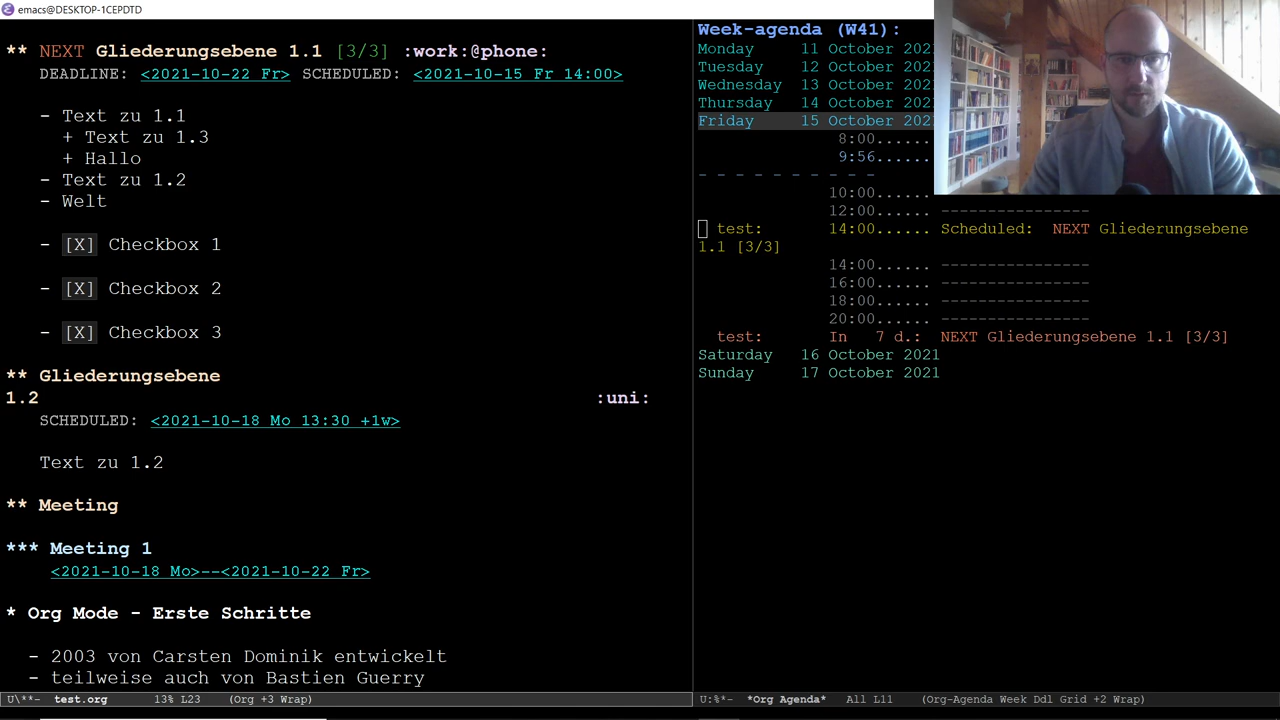 emacs@DESKTOP-1CEPDTD
** NEXT Gliederungsebene 1.1 [3/3] :work:@phone:
DEADLINE: <2021-10-22 Fr> SCHEDULED: <2021-10-15 Fr 14:00>
- Text zu 1.1
+ Text zu 1.3
+ Hallo
- Text zu 1.2
- Welt
- [X] Checkbox 1
- [X] Checkbox 2
- [X] Checkbox 3
** Gliederungsebene
1.2 :uni:
SCHEDULED: <2021-10-18 Mo 13:30 +1w>
Text zu 1.2
** Meeting
*** Meeting 1
<2021-10-18 Mo>--<2021-10-22 Fr>
* Org Mode - Erste Schritte
- 2003 von Carsten Dominik entwickelt
- teilweise auch von Bastien Guerry
U\**- test.org 13% L23 (Org +3 Wrap)
Week-agenda (W41):
Monday 11 October 2021
Tuesday 12 October 2021
Wednesday 13 October 2021
Thursday 14 October 2021
Friday 15 October 2021
8:00......
9:56......
- - - - - - - - - -
10:00......
12:00...... ----------------
test: 14:00...... Scheduled: NEXT Gliederungsebene
1.1 [3/3]
14:00...... ----------------
16:00...... ----------------
18:00...... ----------------
20:00...... ----------------
test: In 7 d.: NEXT Gliederungsebene 1.1 [3/3]
Saturday 16 October 2021
Sunday 17 October 2021
U:%*- *Org Agenda* All L11 (Org-Agenda Week Ddl Grid +2 Wrap)